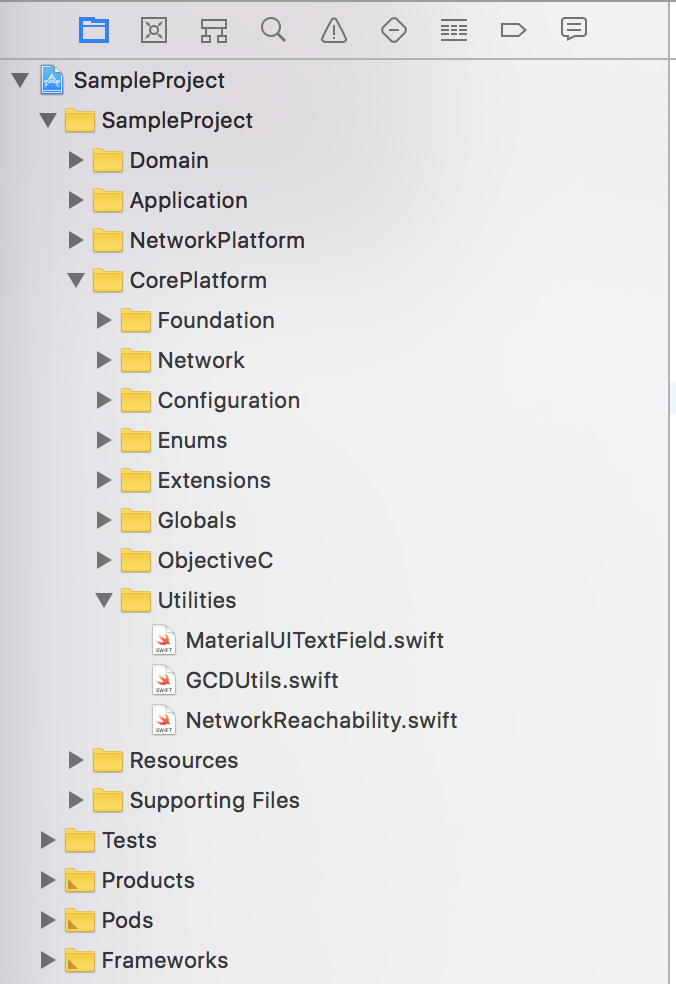 SampleProject
SampleProject
Domain
Application
NetworkPlatform
CorePlatform
Foundation
Network
Configuration
Enums
Extensions
Globals
ObjectiveC
Utilities
SWIFT MaterialUITextField.swift
SWIFT GCDUtils.swift
SWIFT NetworkReachability.swift
Resources
Supporting Files
Tests
Products
Pods
Frameworks